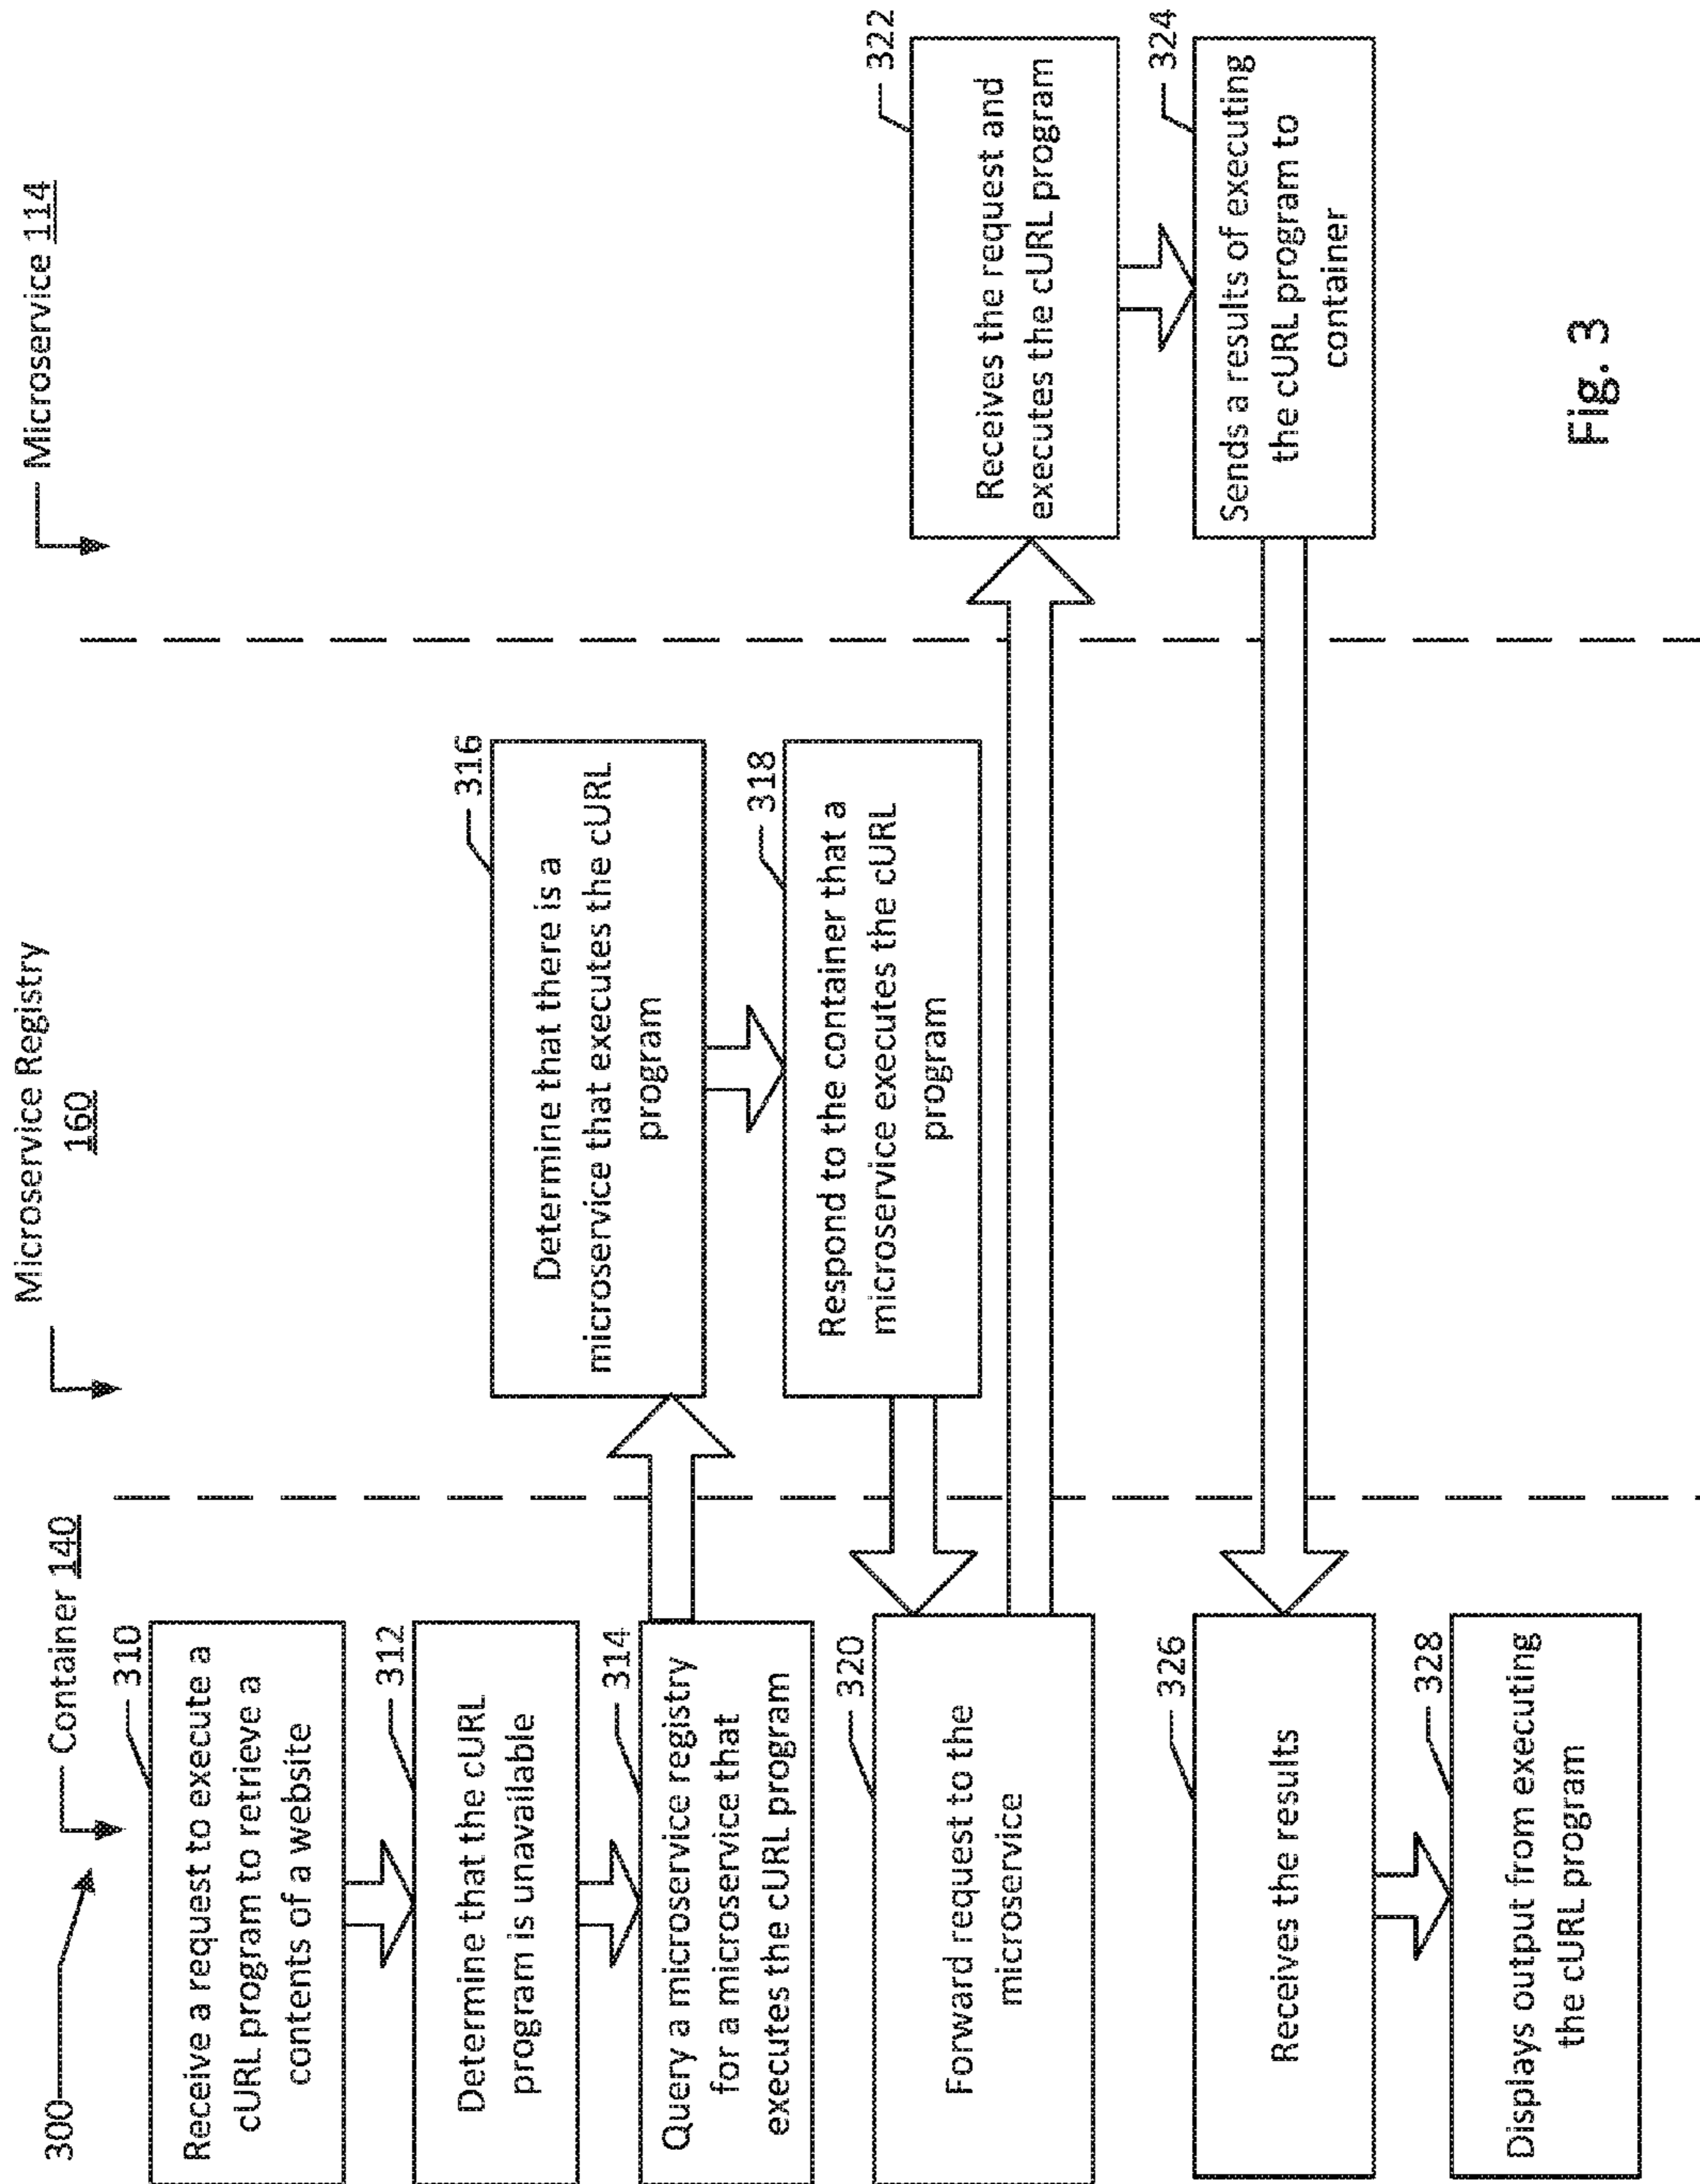 300
Container 140
Microservice Registry
160
Microservice 114
310
Receive a request to execute a
cURL program to retrieve a
contents of a website
312
Determine that the cURL
program is unavailable
314
Query a microservice registry
for a microservice that
executes the cURL program
316
Determine that there is a
microservice that executes the cURL
program
318
Respond to the container that a
microservice executes the cURL
program
320
Forward request to the
microservice
322
Receives the request and
executes the cURL program
324
Sends a results of executing
the cURL program to
container
326
Receives the results
328
Displays output from executing
the cURL program
Fig. 3